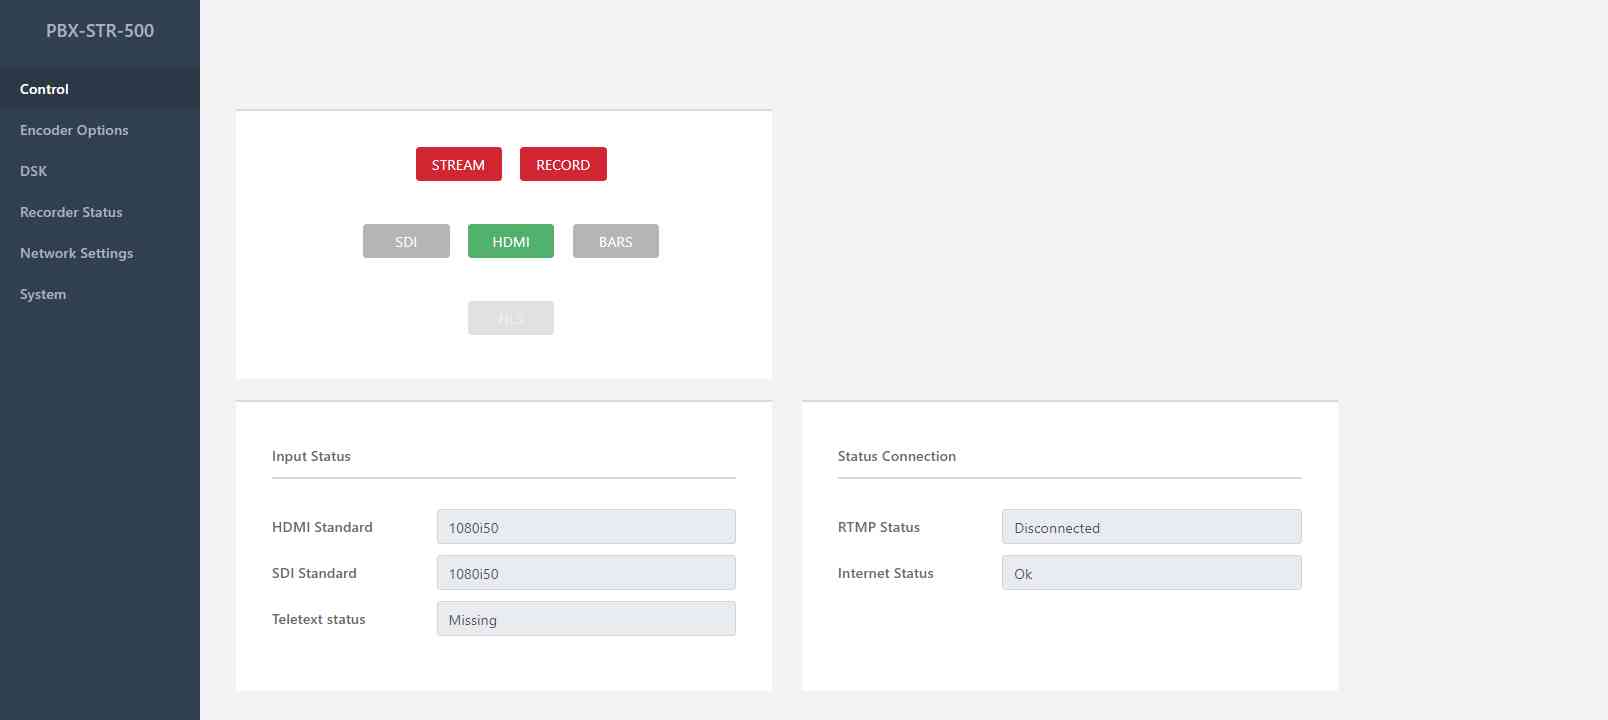 PBX-STR-500
Control
Encoder Options
DSK
Recorder Status
Network Settings
System
STREAM RECORD
SDI HDMI BARS
HLS
Input Status
HDMI Standard 1080i50
SDI Standard 1080i50
Teletext status Missing
Status Connection
RTMP Status Disconnected
Internet Status Ok